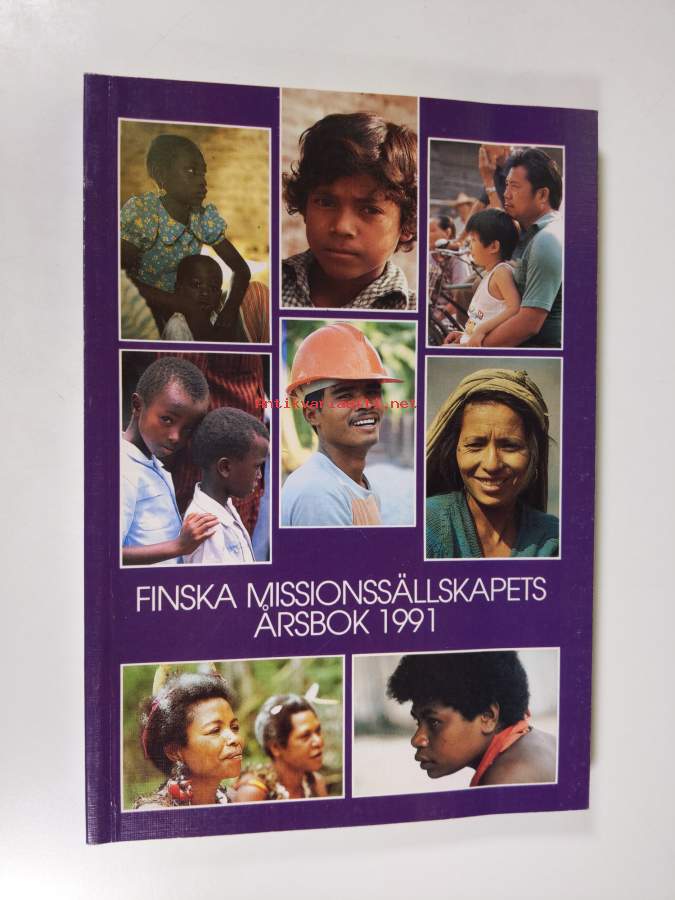 Antikvariaatti.net
FINSKA MISSIONSSÄLLSKAPETS
ÅRSBOK 1991